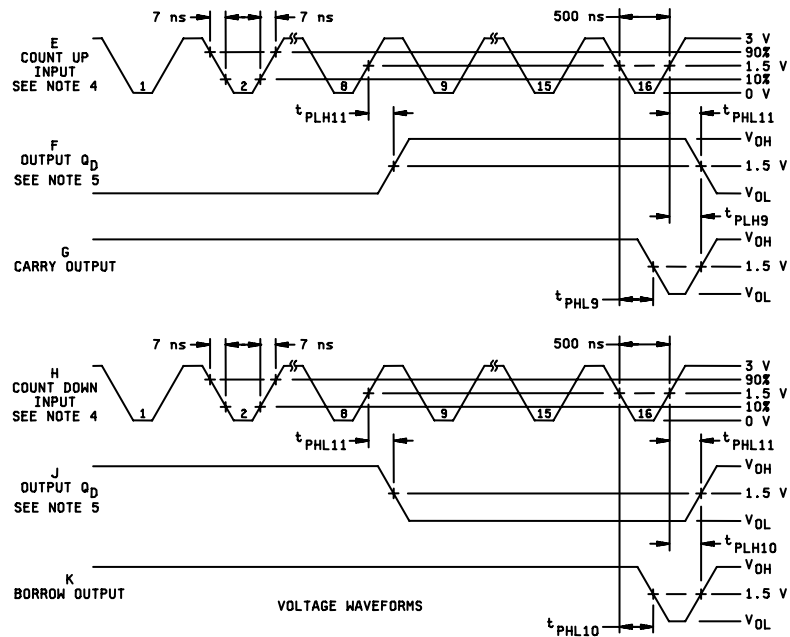 7 ns 7 ns 500 ns
E
COUNT UP
INPUT
SEE NOTE 4
1 2 8 9 15 16
3 V
90%
1.5 V
10%
0 V
tPLH11 tPHL11
F
OUTPUT QD
SEE NOTE 5
VOH
1.5 V
VOL
tPLH9
G
CARRY OUTPUT
VOH
1.5 V
VOL
tPHL9
7 ns 7 ns 500 ns
H
COUNT DOWN
INPUT
SEE NOTE 4
1 2 8 9 15 16
3 V
90%
1.5 V
10%
0 V
tPHL11 tPHL11
J
OUTPUT QD
SEE NOTE 5
VOH
1.5 V
VOL
tPLH10
K
BORROW OUTPUT
VOH
1.5 V
VOL
tPHL10
VOLTAGE WAVEFORMS